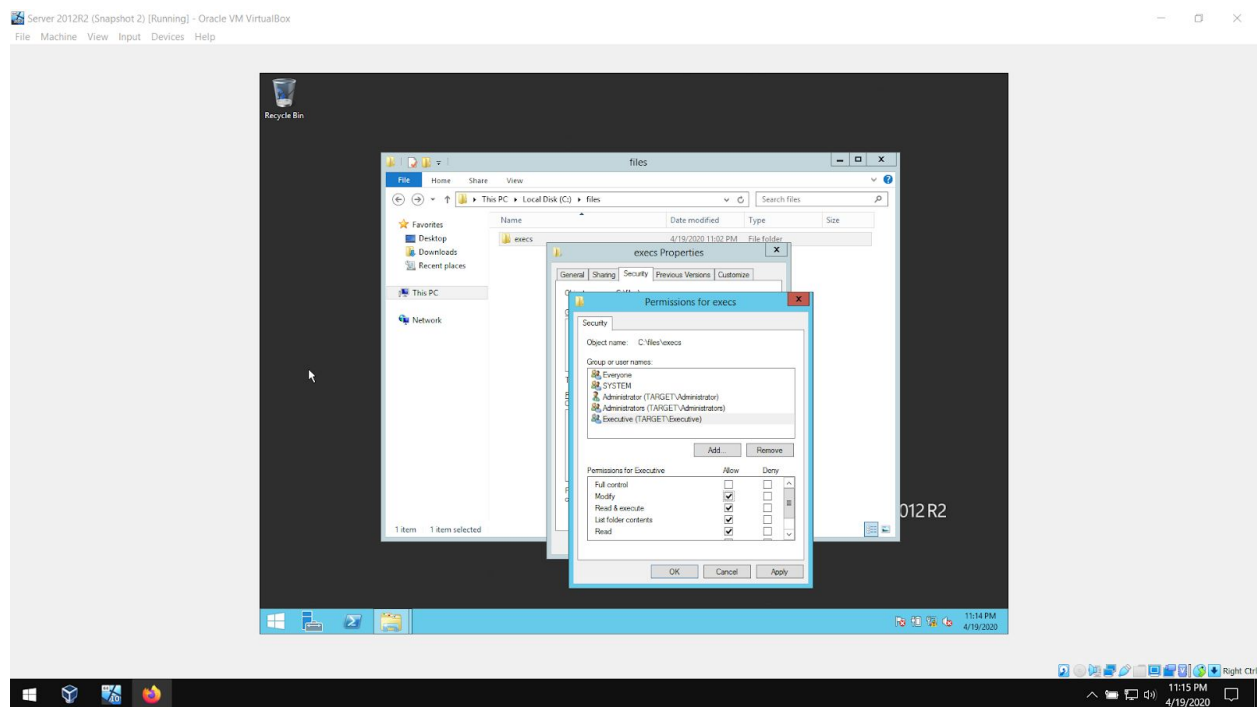 Server 2012R2 (Snapshot 2) [Running] - Oracle VM VirtualBox
File Machine View Input Devices Help
Recycle Bin
files
File Home Share View
This PC Local Disk (C:) files
Search files
Favorites
Desktop
Downloads
Recent places
This PC
Network
Name Date modified Type Size
execs 4/19/2020 11:02 PM File folder
execs Properties
General Sharing Security Previous Versions Customize
Permissions for execs
Security
Object name: C:\files\execs
Group or user names:
Everyone
SYSTEM
Administrator (TARGET\Administrator)
Administrators (TARGET\Administrators)
Executive (TARGET\Executive)
Add... Remove
Permissions for Executive Allow Deny
Full control
Modify
Read & execute
List folder contents
Read
OK Cancel Apply
1 item 1 item selected
012 R2
11:14 PM
4/19/2020
Right Ctrl
11:15 PM
4/19/2020